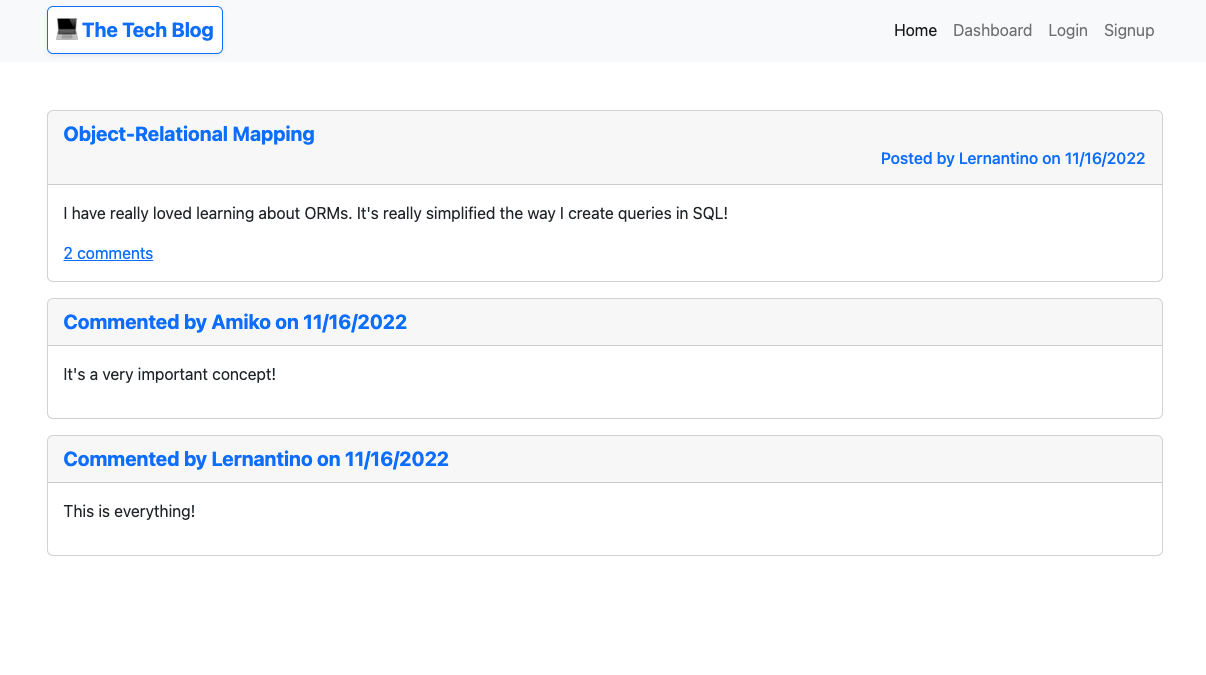 The Tech Blog
Home Dashboard Login Signup
Object-Relational Mapping
Posted by Lernantino on 11/16/2022
I have really loved learning about ORMs. It's really simplified the way I create queries in SQL!
2 comments
Commented by Amiko on 11/16/2022
It's a very important concept!
Commented by Lernantino on 11/16/2022
This is everything!